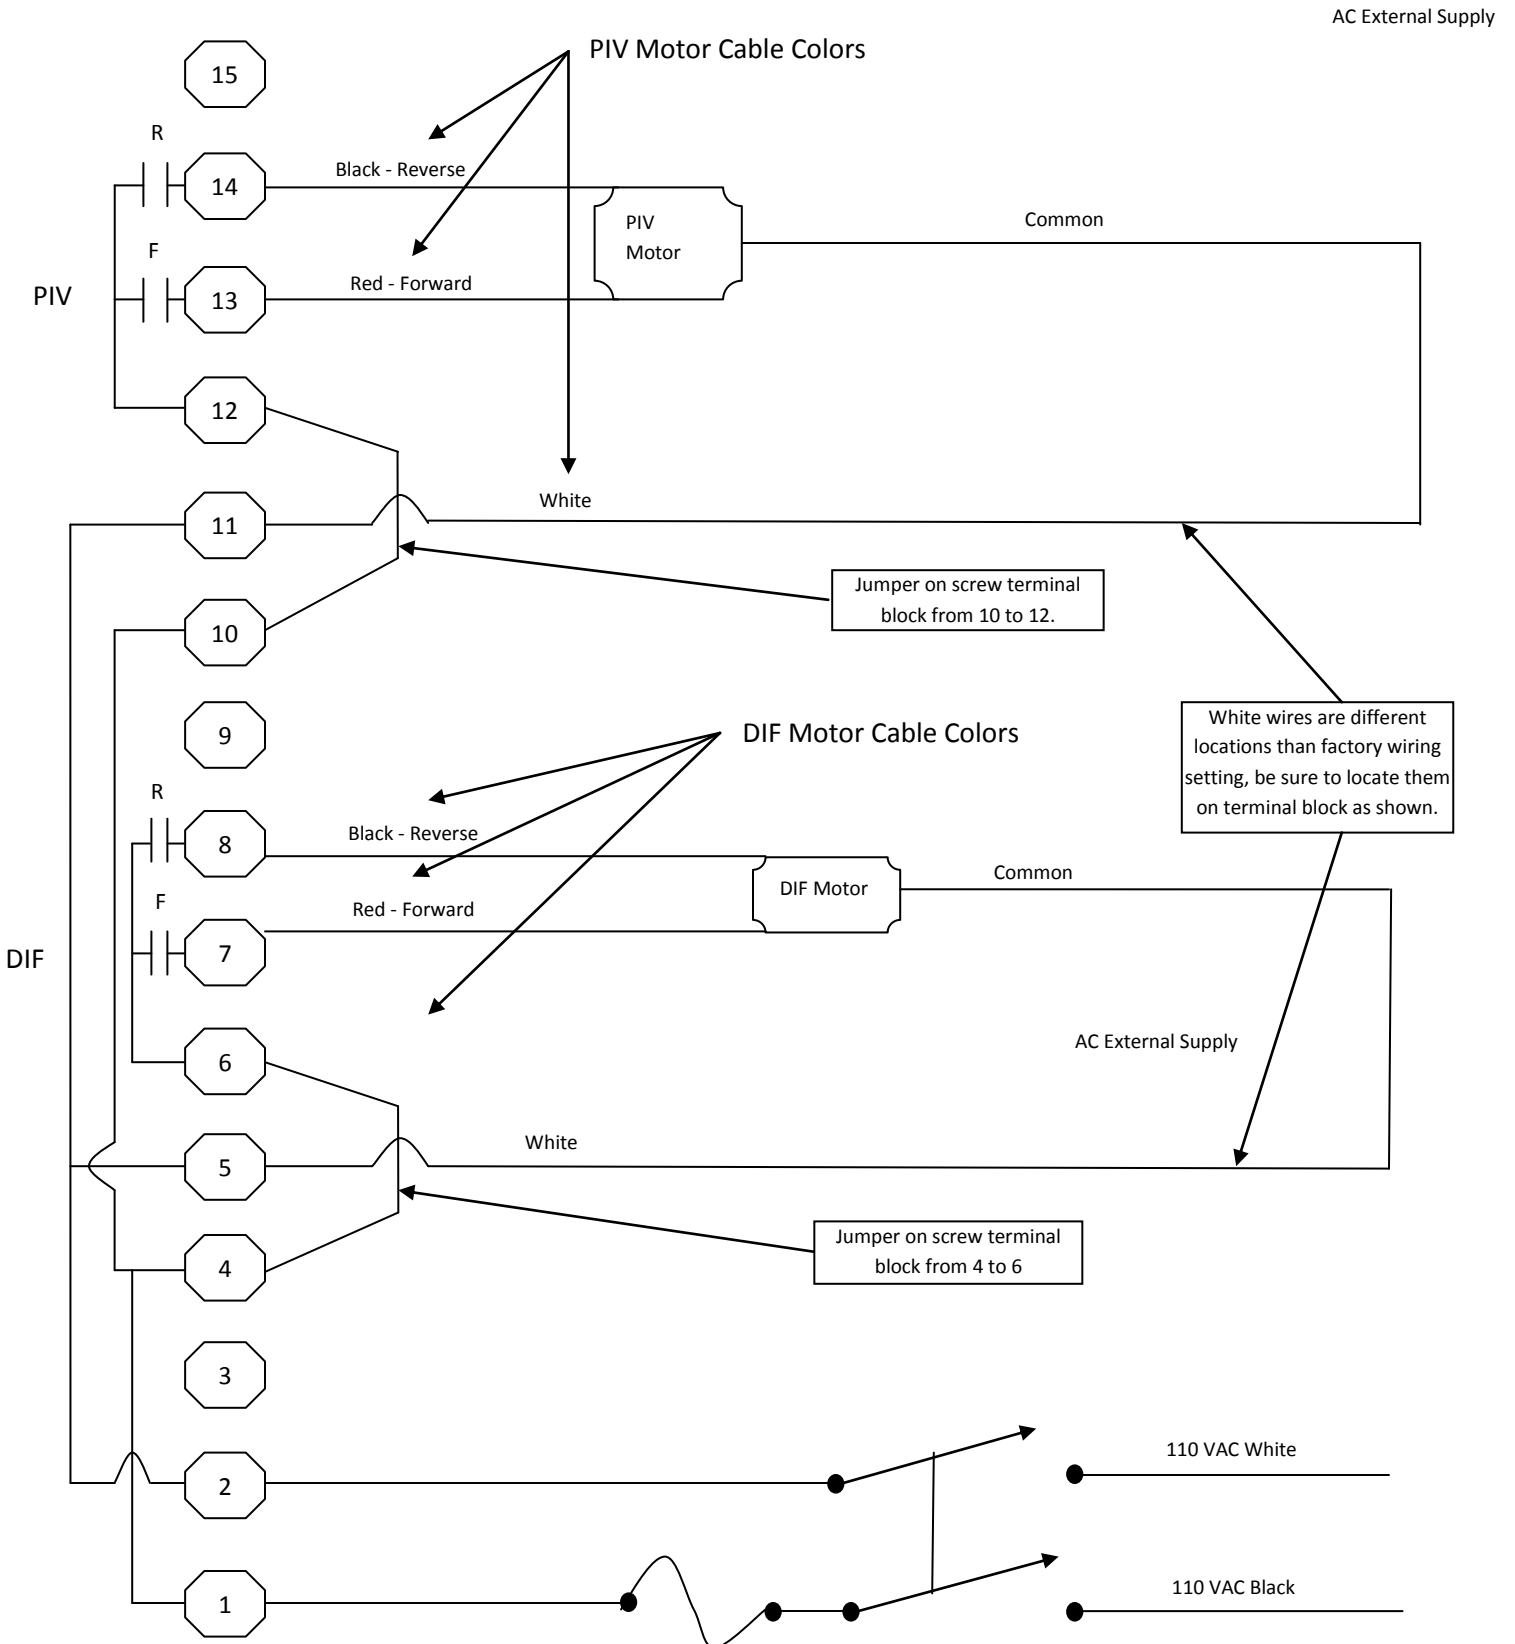 AC External Supply
PIV Motor Cable Colors
15
R
Black - Reverse
14
PIV
Motor
Common
F
Red - Forward
13
PIV
12
White
11
Jumper on screw terminal
block from 10 to 12.
10
White wires are different
locations than factory wiring
setting, be sure to locate them
on terminal block as shown.
9
DIF Motor Cable Colors
R
Black - Reverse
8
DIF Motor
Common
F
Red - Forward
7
DIF
AC External Supply
6
White
5
Jumper on screw terminal
block from 4 to 6
4
3
110 VAC White
2
110 VAC Black
1